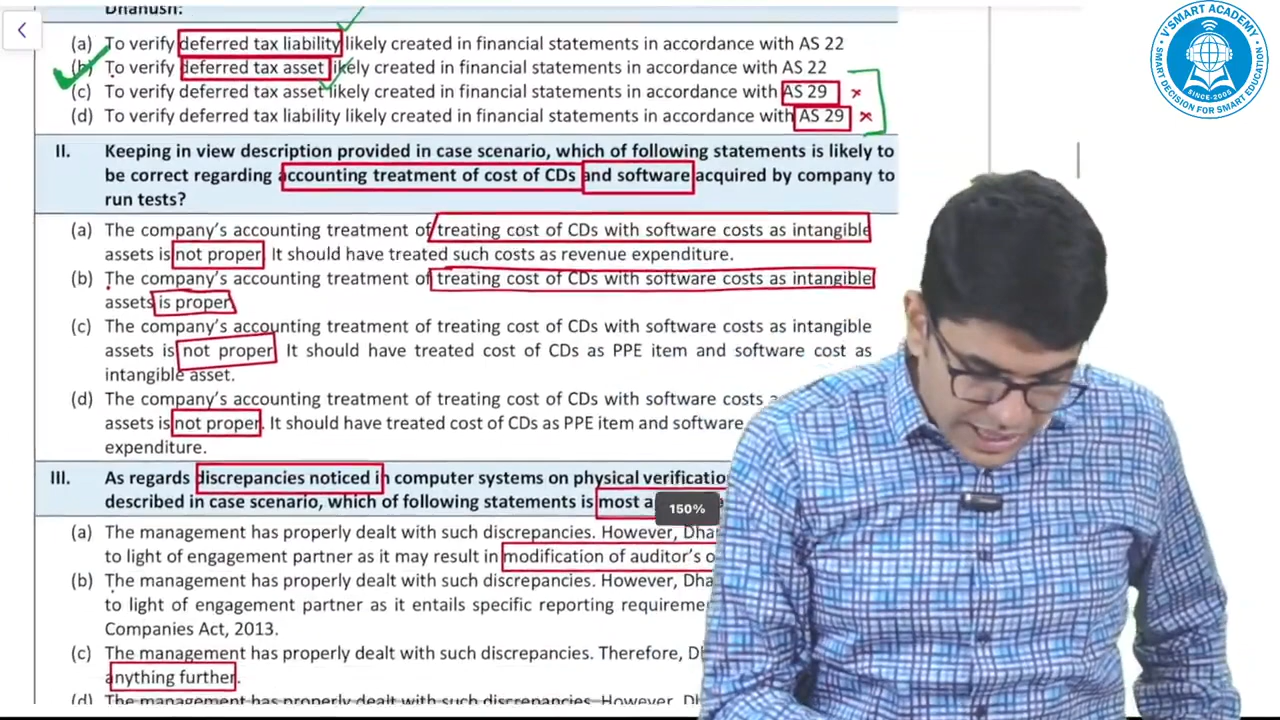 Dhanush:
(a) To verify deferred tax liability likely created in financial statements in accordance with AS 22
(b) To verify deferred tax asset likely created in financial statements in accordance with AS 22
(c) To verify deferred tax asset likely created in financial statements in accordance with AS 29
(d) To verify deferred tax liability likely created in financial statements in accordance with AS 29
II. Keeping in view description provided in case scenario, which of following statements is likely to
be correct regarding accounting treatment of cost of CDs and software acquired by company to
run tests?
(a) The company's accounting treatment of treating cost of CDs with software costs as intangible
assets is not proper. It should have treated such costs as revenue expenditure.
(b) The company's accounting treatment of treating cost of CDs with software costs as intangible
assets is proper.
(c) The company's accounting treatment of treating cost of CDs with software costs as intangible
assets is not proper. It should have treated cost of CDs as PPE item and software cost as
intangible asset.
(d) The company's accounting treatment of treating cost of CDs with software costs
assets is not proper. It should have treated cost of CDs as PPE item and software
expenditure.
III. As regards discrepancies noticed in computer systems on physical verification
described in case scenario, which of following statements is most
150%
(a) The management has properly dealt with such discrepancies. However,
to light of engagement partner as it may result in modification of auditor's
(b) The management has properly dealt with such discrepancies. However,
to light of engagement partner as it entails specific reporting
Companies Act, 2013.
(c) The management has properly dealt with such discrepancies. Therefore,
anything further.
(d) The management has properly dealt with such discrepancies. However,
V'SMART ACADEMY
SINCE-2005
SMART DECISION FOR SMART EDUCATION